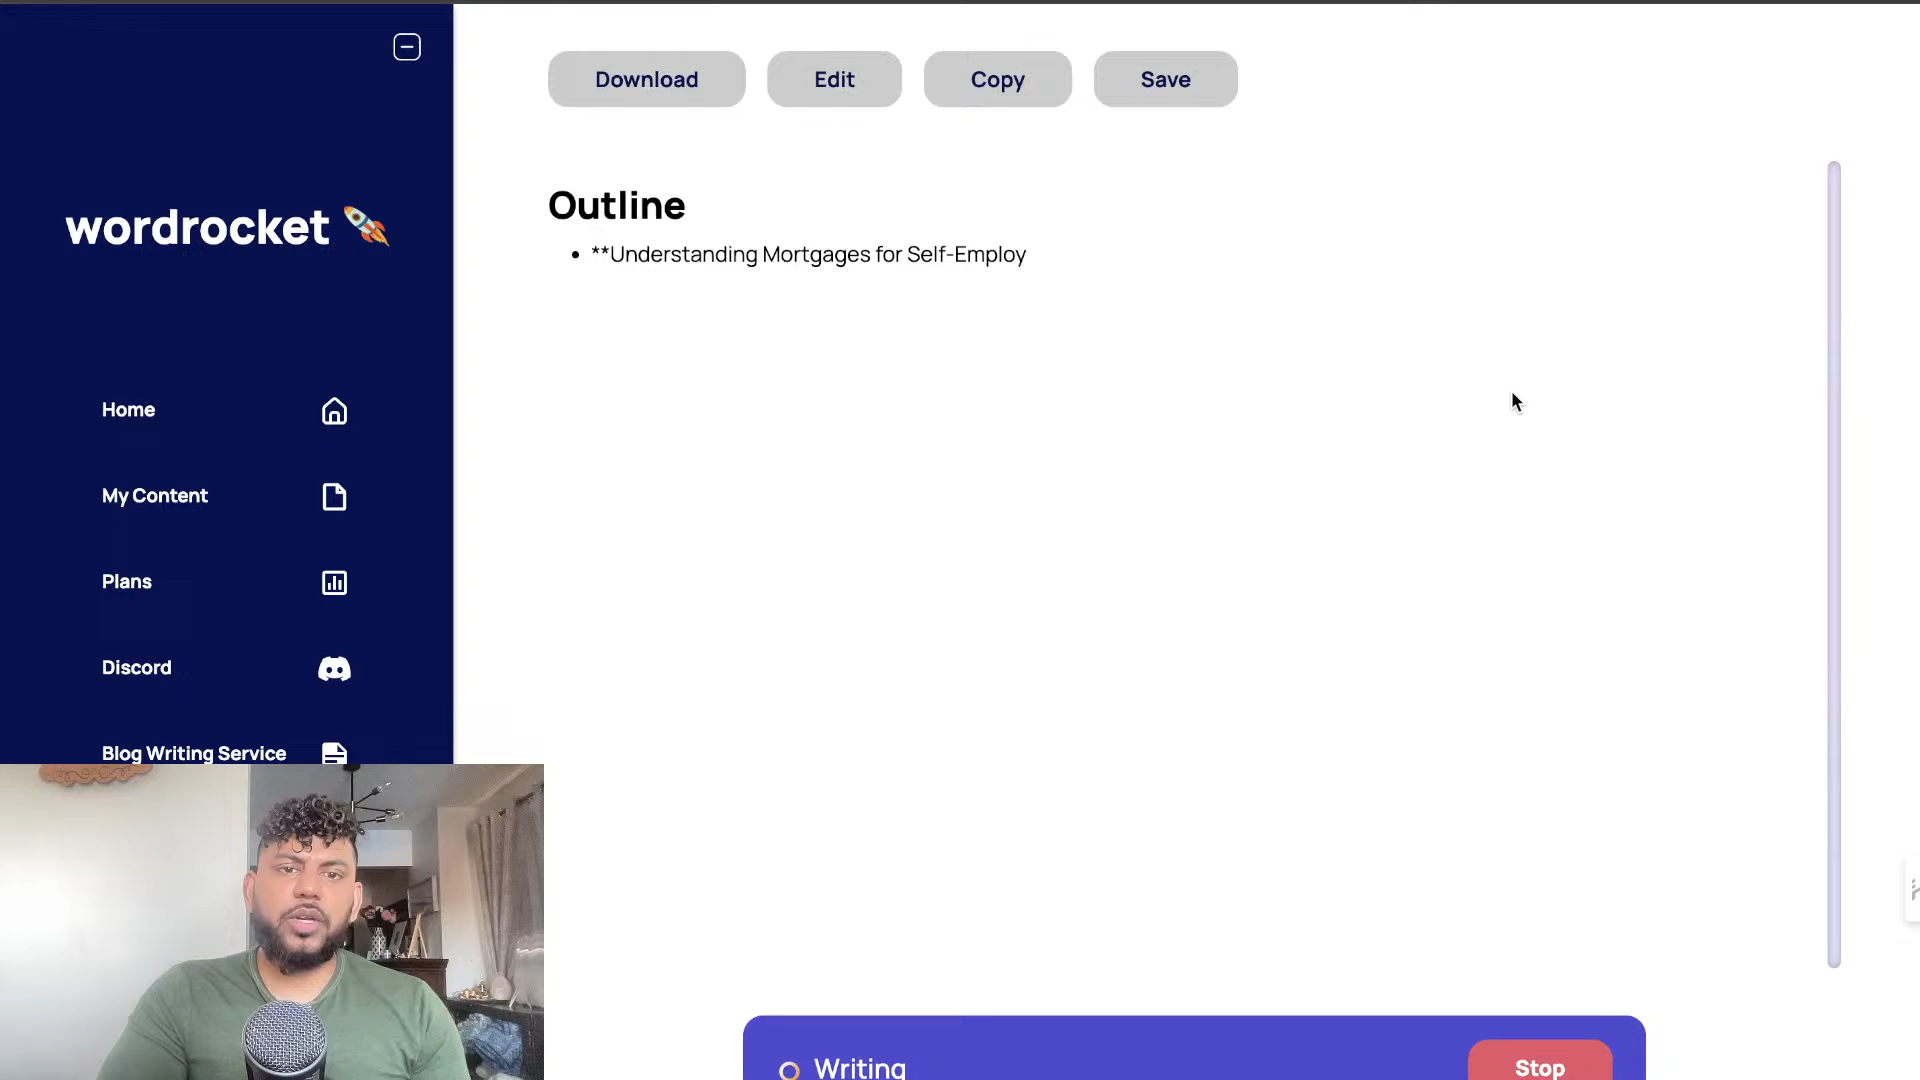 wordrocket
Home
My Content
Plans
Discord
Blog Writing Service
Download
Edit
Copy
Save
Outline
**Understanding Mortgages for Self-Employ
Writing
Stop